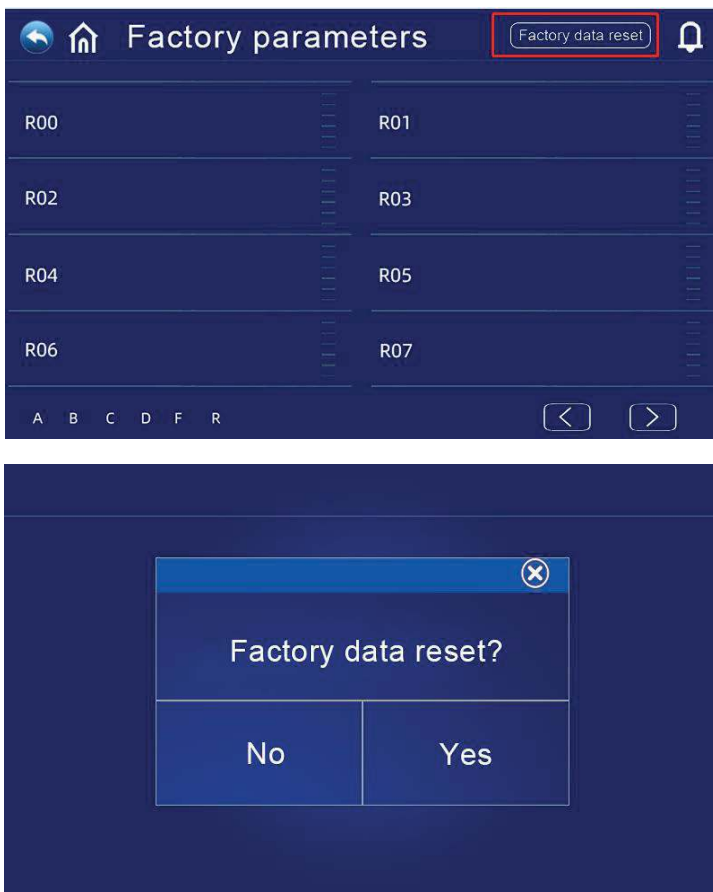 Factory parameters Factory data reset
R00 R01
R02 R03
R04 R05
R06 R07
A B C D F R
Factory data reset?
No Yes